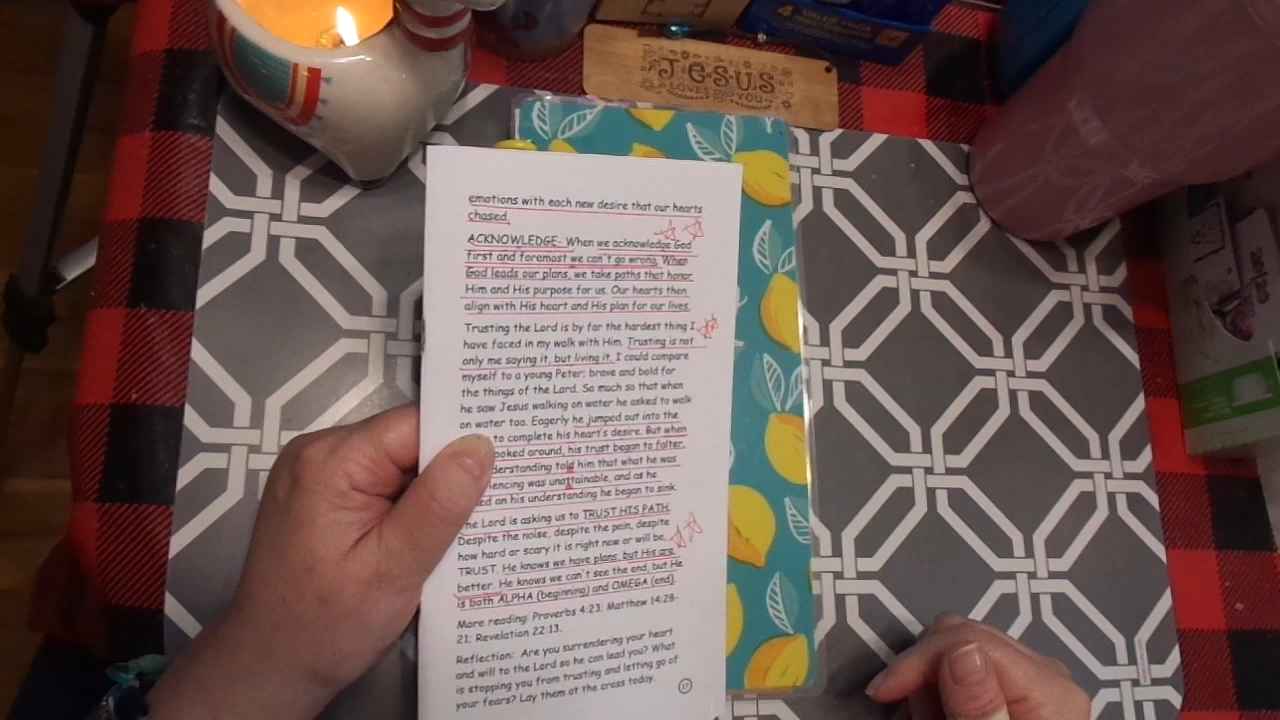 4
JESUS
LOVES YOU
emotions with each new desire that our hearts
chased.
ACKNOWLEDGE- When we acknowledge God
first and foremost we can't go wrong. When
God leads our plans, we take paths that honor
Him and His purpose for us. Our hearts then
align with His heart and His plan for our lives.
Trusting the Lord is by far the hardest thing I
have faced in my walk with Him. Trusting is not
only me saying it, but living it. I could compare
myself to a young Peter; brave and bold for
the things of the Lord. So much so that when
he saw Jesus walking on water he asked to walk
on water too. Eagerly he jumped out into the
to complete his heart's desire. But when
ooked around, his trust began to falter.
derstanding told him that what he was
iencing was unattainable, and as he
ed on his understanding he began to sink.
he Lord is asking us to TRUST HIS PATH.
Despite the noise, despite the pain, despite
how hard or scary it is right now or will be,
TRUST. He knows we have plans, but His are
better. He knows we can't see the end, but He
is both ALPHA (beginning) and OMEGA (end).
More reading: Proverbs 4:23; Matthew 14:28-
21; Revelation 22:13.
Reflection: Are you surrendering your heart
and will to the Lord so he can lead you? What
is stopping you from trusting and letting go of
your fears? Lay them at the cross today.
17